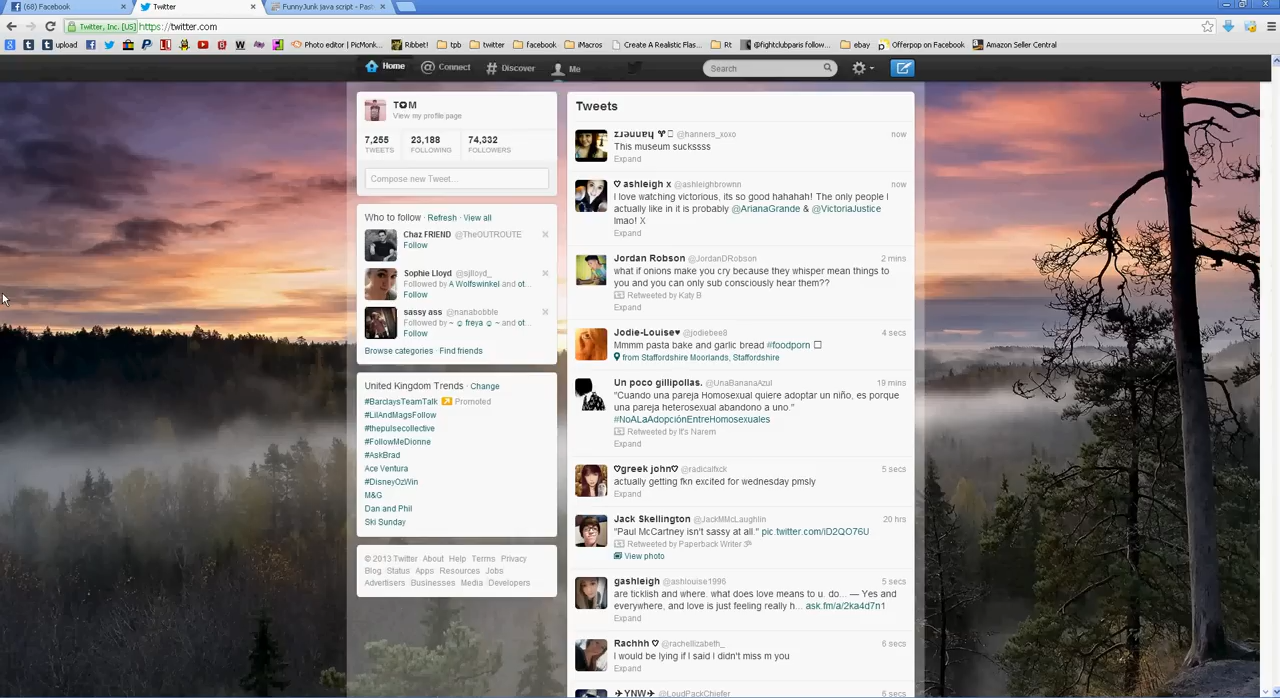 (68) Facebook
Twitter
FunnyJunk java script - Past
Twitter, Inc. [US] https://twitter.com
upload
Photo editor | PicMonk...
Ribbet!
tpb
twitter
facebook
iMacros
Create A Realistic Flas...
Rt
@fightclubparis follow...
ebay
Offerpop on Facebook
Amazon Seller Central
Home
Connect
Discover
Me
Search
T✪M
View my profile page
7,255 23,188 74,332
TWEETS FOLLOWING FOLLOWERS
Compose new Tweet...
Who to follow · Refresh · View all
Chaz FRIEND @TheOUTROUTE
Follow
Sophie Lloyd @sjlloyd_
Followed by A Wolfswinkel and ot...
Follow
sassy ass @nanabobble
Followed by ~ ☺ freya ☺ ~ and ot...
Follow
Browse categories · Find friends
United Kingdom Trends · Change
#BarclaysTeamTalk Promoted
#LilAndMagsFollow
#thepulsecollective
#FollowMeDionne
#AskBrad
Ace Ventura
#DisneyOzWin
M&G
Dan and Phil
Ski Sunday
© 2013 Twitter About Help Terms Privacy
Blog Status Apps Resources Jobs
Advertisers Businesses Media Developers
Tweets
@hanners_xoxo now
This museum suckssss
Expand
♡ ashleigh x @ashleighbrownn now
I love watching victorious, its so good hahahah! The only people I
actually like in it is probably @ArianaGrande & @VictoriaJustice
lmao! X
Expand
Jordan Robson @JordanDRobson 2 mins
what if onions make you cry because they whisper mean things to
you and you can only sub consciously hear them??
Retweeted by Katy B
Expand
Jodie-Louise♥ @jodiebee8 4 secs
Mmmm pasta bake and garlic bread #foodporn □
from Staffordshire Moorlands, Staffordshire
Un poco gillipollas. @UnaBananaAzul 19 mins
"Cuando una pareja Homosexual quiere adoptar un niño, es porque
una pareja heterosexual abandono a uno."
#NoALaAdopciónEntreHomosexuales
Retweeted by It's Narem
Expand
♡greek john♡ @radicalfxck 5 secs
actually getting fkn excited for wednesday pmsly
Expand
Jack Skellington @JackMMcLaughlin 20 hrs
"Paul McCartney isn't sassy at all." pic.twitter.com/iD2QO76U
Retweeted by Paperback Writer
View photo
gashleigh @ashlouise1996 5 secs
are ticklish and where. what does love means to u. do... — Yes and
everywhere, and love is just feeling really h... ask.fm/a/2ka4d7n1
Expand
Rachhh ♡ @rachellizabeth_ 6 secs
I would be lying if I said I didn't miss m you
Expand
✈YNW✈ @LoudPackChiefer 6 secs